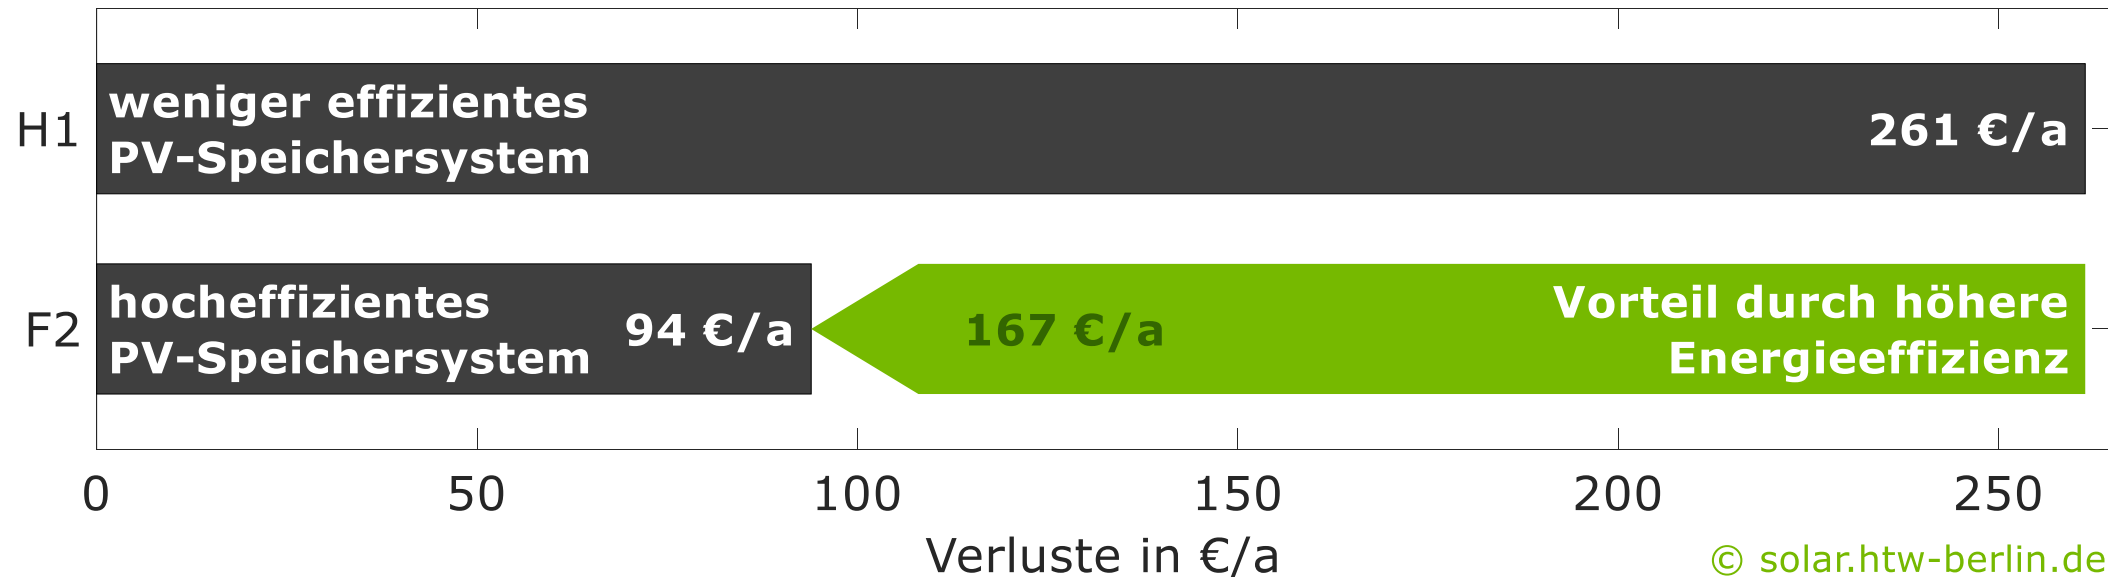 H1
weniger effizientes
PV-Speichersystem
261 €/a
F2
hocheffizientes
PV-Speichersystem
94 €/a
167 €/a
Vorteil durch höhere
Energieeffizienz
0 50 100 150 200 250
Verluste in €/a
© solar.htw-berlin.de